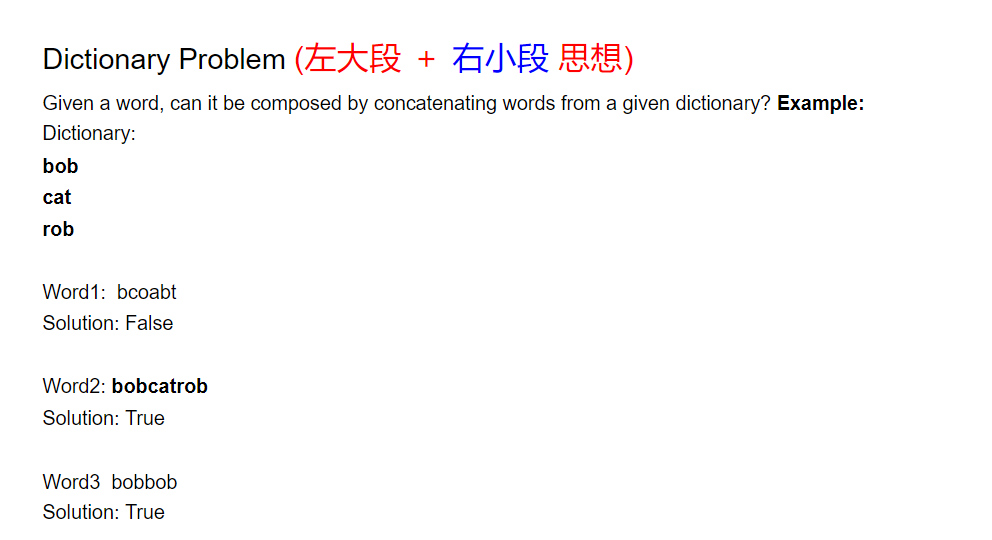 Dictionary Problem (左大段 + 右小段 思想)
Given a word, can it be composed by concatenating words from a given dictionary? Example:
Dictionary:
bob
cat
rob
Word1: bcoabt
Solution: False
Word2: bobcatrob
Solution: True
Word3 bobbob
Solution: True